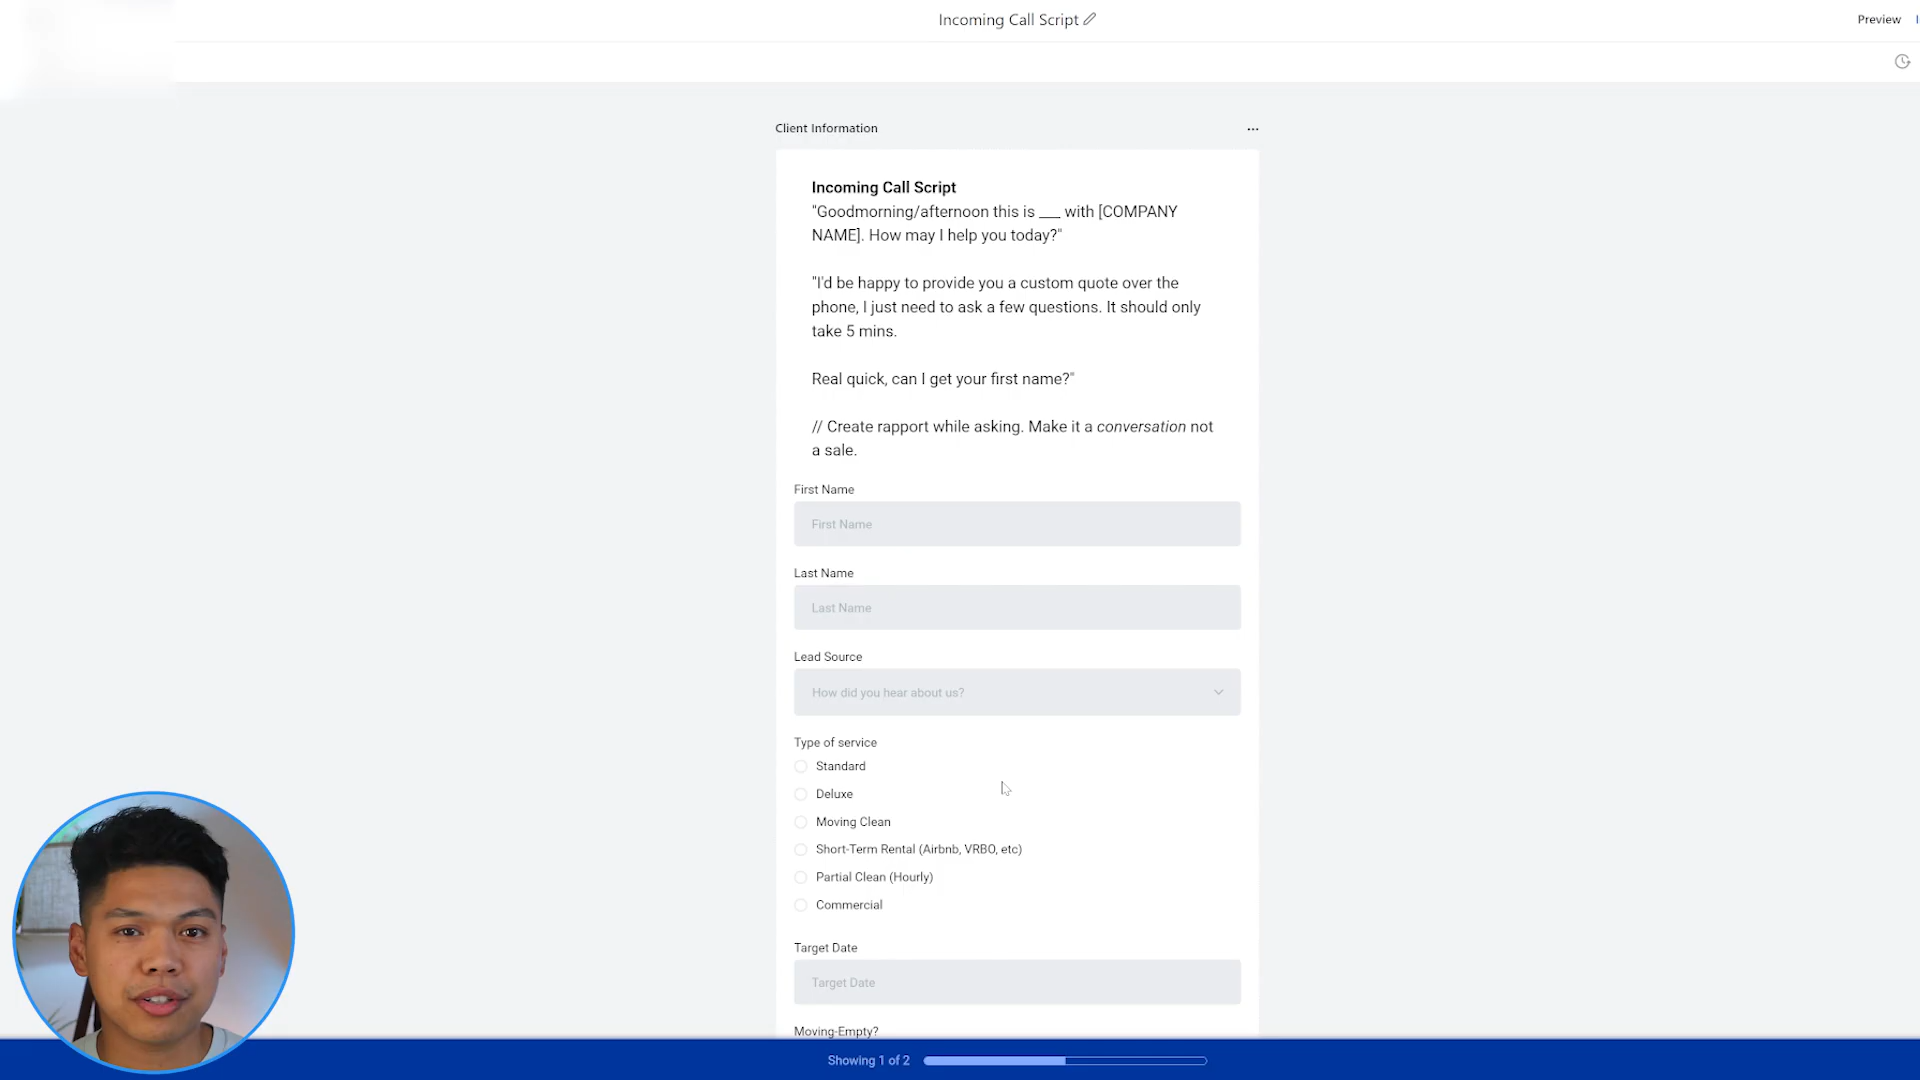 Incoming Call Script
Preview
Client Information
Incoming Call Script
"Goodmorning/afternoon this is ___ with [COMPANY
NAME]. How may I help you today?"
"I'd be happy to provide you a custom quote over the
phone, I just need to ask a few questions. It should only
take 5 mins.
Real quick, can I get your first name?"
// Create rapport while asking. Make it a conversation not
a sale.
First Name
First Name
Last Name
Last Name
Lead Source
How did you hear about us?
Type of service
Standard
Deluxe
Moving Clean
Short-Term Rental (Airbnb, VRBO, etc)
Partial Clean (Hourly)
Commercial
Target Date
Target Date
Moving-Empty?
Showing 1 of 2